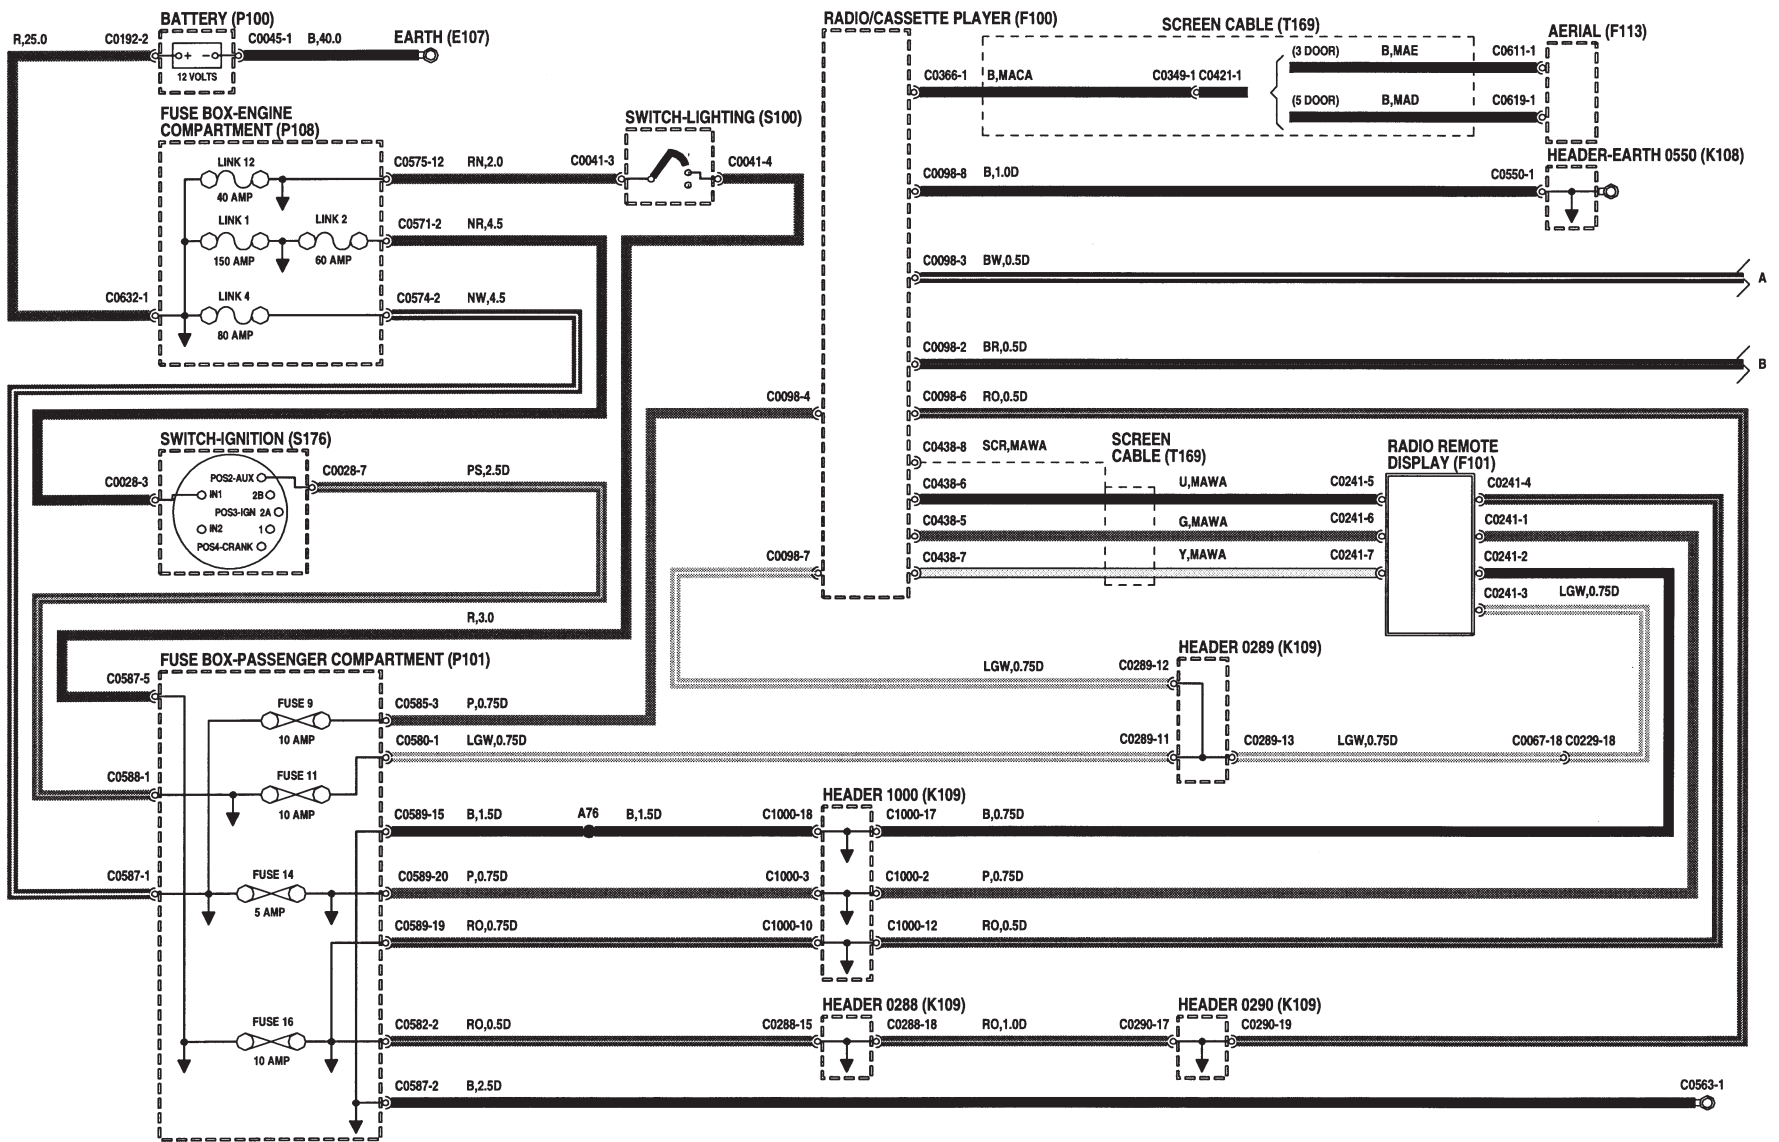 BATTERY (P100)
R,25.0
C0192-2
C0045-1
B,40.0
EARTH (E107)
+ −
12 VOLTS
FUSE BOX-ENGINE
COMPARTMENT (P108)
LINK 12
40 AMP
C0575-12
RN,2.0
LINK 1
150 AMP
LINK 2
60 AMP
C0571-2
NR,4.5
C0632-1
LINK 4
80 AMP
C0574-2
NW,4.5
SWITCH-LIGHTING (S100)
C0041-3
C0041-4
SWITCH-IGNITION (S176)
C0028-3
C0028-7
PS,2.5D
POS2-AUX
IN1
2B
POS3-IGN
2A
IN2
1
POS4-CRANK
R,3.0
FUSE BOX-PASSENGER COMPARTMENT (P101)
C0587-5
FUSE 9
10 AMP
C0585-3
P,0.75D
C0580-1
LGW,0.75D
C0588-1
FUSE 11
10 AMP
C0589-15
B,1.5D
A76
B,1.5D
C0587-1
FUSE 14
5 AMP
C0589-20
P,0.75D
C0589-19
RO,0.75D
FUSE 16
10 AMP
C0582-2
RO,0.5D
C0587-2
B,2.5D
C0563-1
RADIO/CASSETTE PLAYER (F100)
C0098-4
C0098-7
SCREEN CABLE (T169)
C0366-1
B,MACA
C0349-1
C0421-1
(3 DOOR)
B,MAE
C0611-1
(5 DOOR)
B,MAD
C0619-1
AERIAL (F113)
HEADER-EARTH 0550 (K108)
C0098-8
B,1.0D
C0550-1
C0098-3
BW,0.5D
A
C0098-2
BR,0.5D
B
C0098-6
RO,0.5D
C0438-8
SCR,MAWA
SCREEN
CABLE (T169)
C0438-6
U,MAWA
C0241-5
C0438-5
G,MAWA
C0241-6
C0438-7
Y,MAWA
C0241-7
RADIO REMOTE
DISPLAY (F101)
C0241-4
C0241-1
C0241-2
C0241-3
LGW,0.75D
HEADER 0289 (K109)
LGW,0.75D
C0289-12
C0289-11
C0289-13
LGW,0.75D
C0067-18
C0229-18
HEADER 1000 (K109)
C1000-18
C1000-17
B,0.75D
C1000-3
C1000-2
P,0.75D
C1000-10
C1000-12
RO,0.5D
HEADER 0288 (K109)
C0288-15
C0288-18
RO,1.0D
HEADER 0290 (K109)
C0290-17
C0290-19